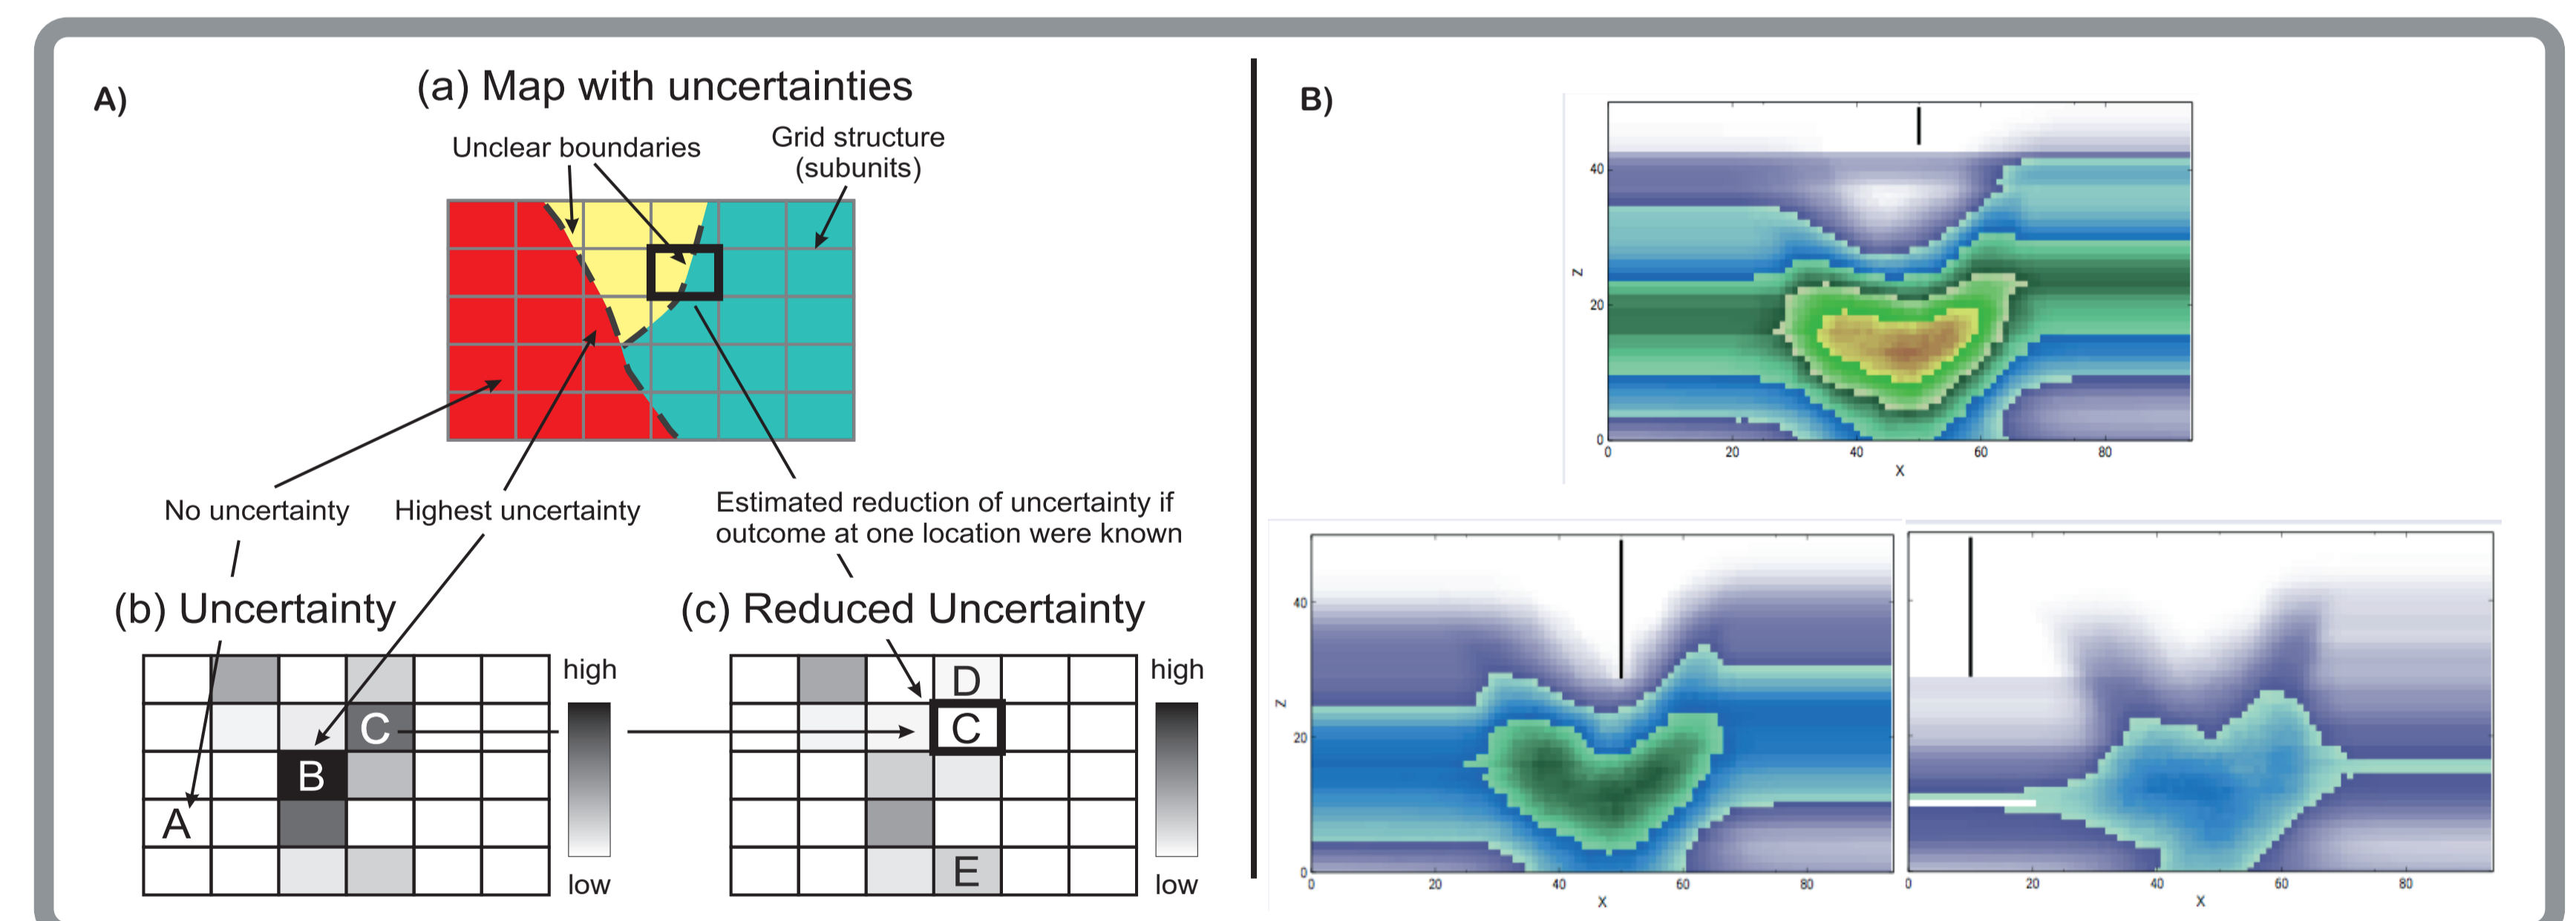 A)
(a) Map with uncertainties
Unclear boundaries
Grid structure
(subunits)
No uncertainty
Highest uncertainty
Estimated reduction of uncertainty if
outcome at one location were known
(b) Uncertainty
high
C
B
A
low
(c) Reduced Uncertainty
high
D
C
E
low
B)
40
20
0
Z
0 20 40 60 80
X
40
20
0
Z
0 20 40 60 80
X
0 20 40 60 80
X